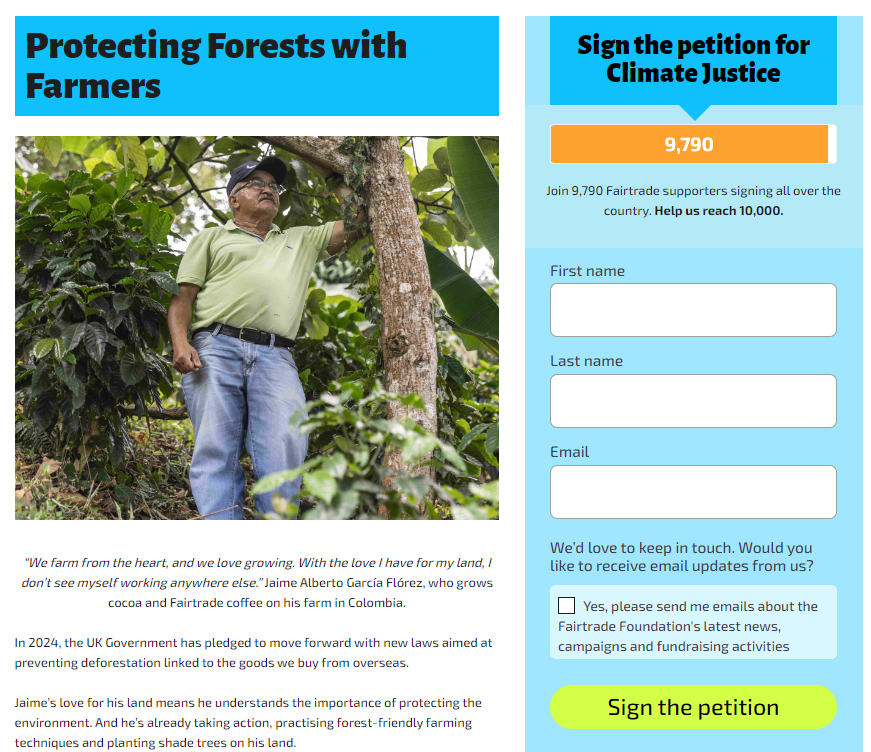 Protecting Forests with
Farmers
“We farm from the heart, and we love growing. With the love I have for my land, I
don’t see myself working anywhere else.” Jaime Alberto García Flórez, who grows
cocoa and Fairtrade coffee on his farm in Colombia.
In 2024, the UK Government has pledged to move forward with new laws aimed at
preventing deforestation linked to the goods we buy from overseas.
Jaime’s love for his land means he understands the importance of protecting the
environment. And he’s already taking action, practising forest-friendly farming
techniques and planting shade trees on his land.
Sign the petition for
Climate Justice
9,790
Join 9,790 Fairtrade supporters signing all over the
country. Help us reach 10,000.
First name
Last name
Email
We’d love to keep in touch. Would you
like to receive email updates from us?
Yes, please send me emails about the
Fairtrade Foundation's latest news,
campaigns and fundraising activities
Sign the petition